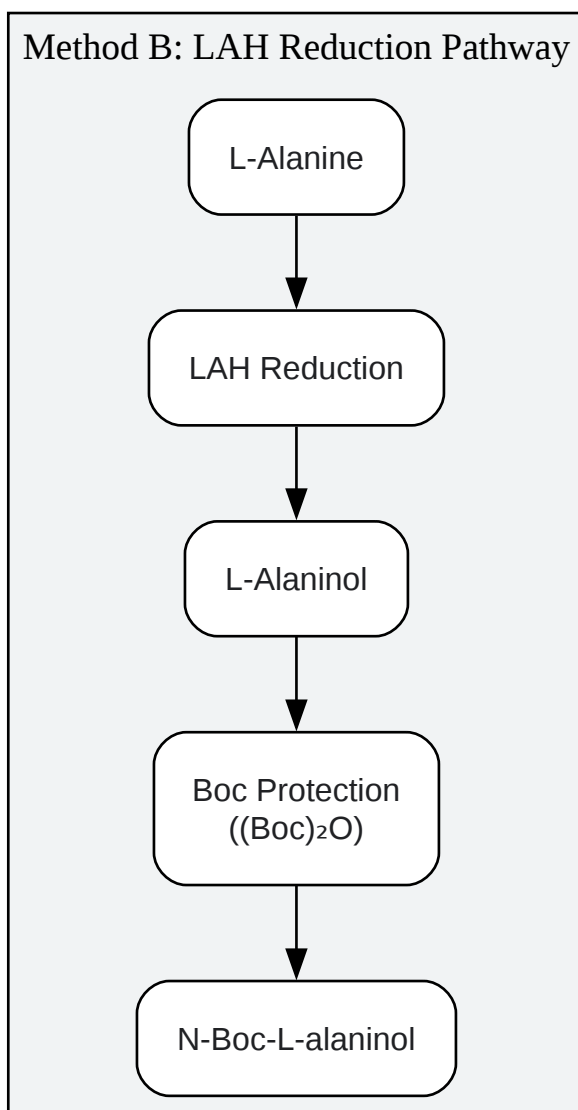 Method B: LAH Reduction Pathway
L-Alanine
LAH Reduction
L-Alaninol
Boc Protection
((Boc)₂O)
N-Boc-L-alaninol